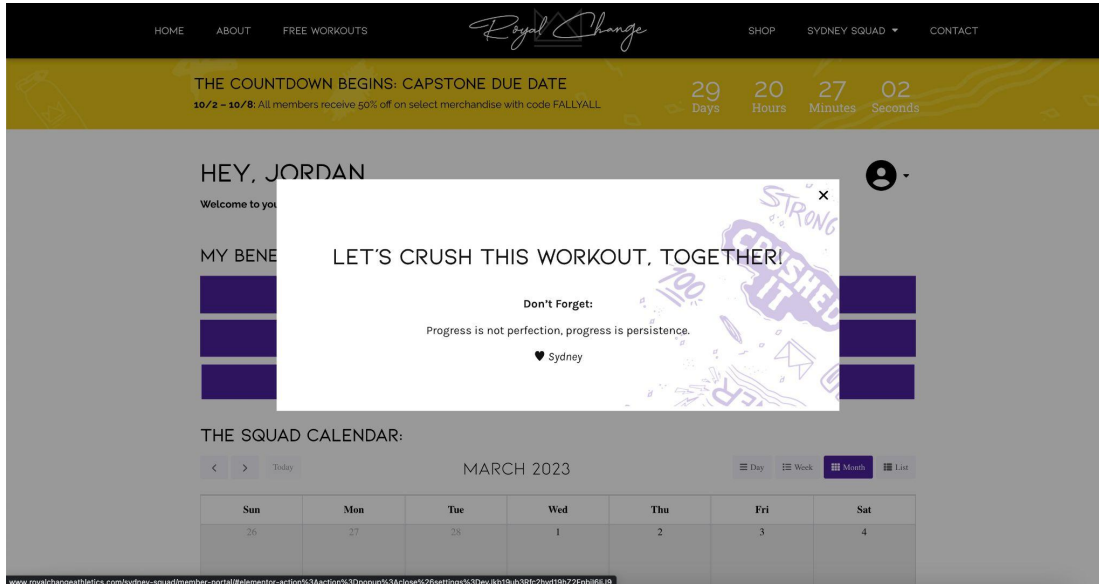 HOME ABOUT FREE WORKOUTS Royal Change SHOP SYDNEY SQUAD CONTACT
THE COUNTDOWN BEGINS: CAPSTONE DUE DATE
10/2 – 10/8: All members receive 50% off on select merchandise with code FALLYALL
29 20 27 02
Days Hours Minutes Seconds
HEY, JORDAN
Welcome to you
MY BENE
STRONG
CRUSHED
IT
100
LET'S CRUSH THIS WORKOUT, TOGETHER!
Don't Forget:
Progress is not perfection, progress is persistence.
Sydney
THE SQUAD CALENDAR:
Today MARCH 2023 Day Week Month List
Sun Mon Tue Wed Thu Fri Sat
26 27 28 1 2 3 4